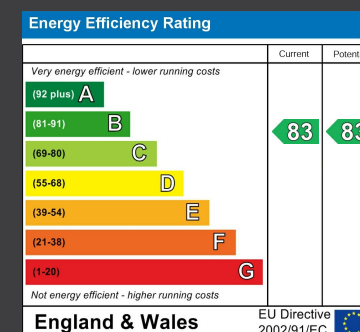 Energy Efficiency Rating
Current Potent
Very energy efficient - lower running costs
(92 plus) A
(81-91) B
83 83
(69-80) C
(55-68) D
(39-54) E
(21-38) F
(1-20) G
Not energy efficient - higher running costs
England & Wales
EU Directive
2002/91/EC